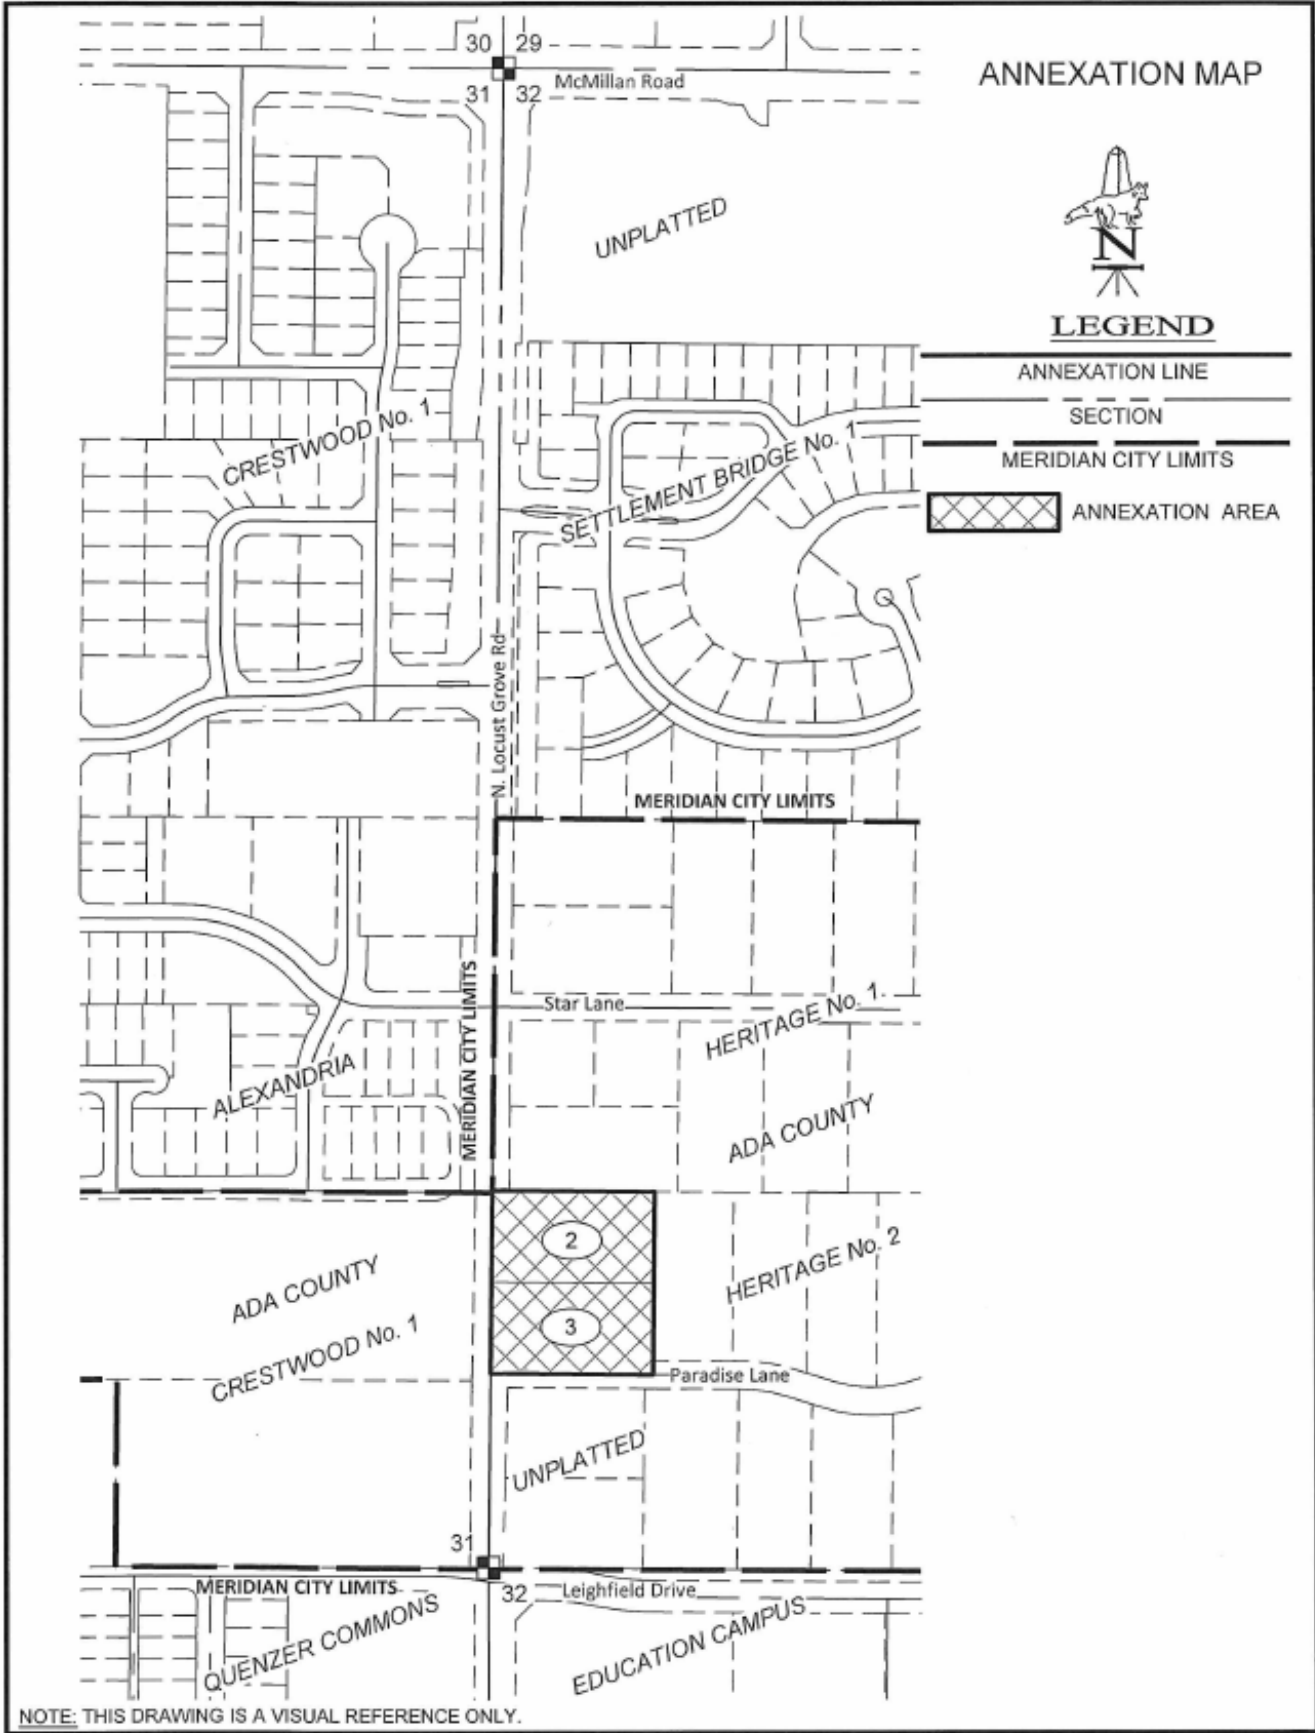 30 29
McMillan Road
31 32
ANNEXATION MAP
UNPLATTED
N
LEGEND
ANNEXATION LINE
SECTION
MERIDIAN CITY LIMITS
ANNEXATION AREA
CRESTWOOD No. 1
SETTLEMENT BRIDGE No. 1
N. Locust Grove Rd
MERIDIAN CITY LIMITS
MERIDIAN CITY LIMITS
Star Lane
HERITAGE No. 1.
ALEXANDRIA
ADA COUNTY
2
HERITAGE No. 2
ADA COUNTY
3
CRESTWOOD No. 1
Paradise Lane
UNPLATTED
31
MERIDIAN CITY LIMITS
32
Leighfield Drive
QUENZER COMMONS
EDUCATION CAMPUS
NOTE: THIS DRAWING IS A VISUAL REFERENCE ONLY.